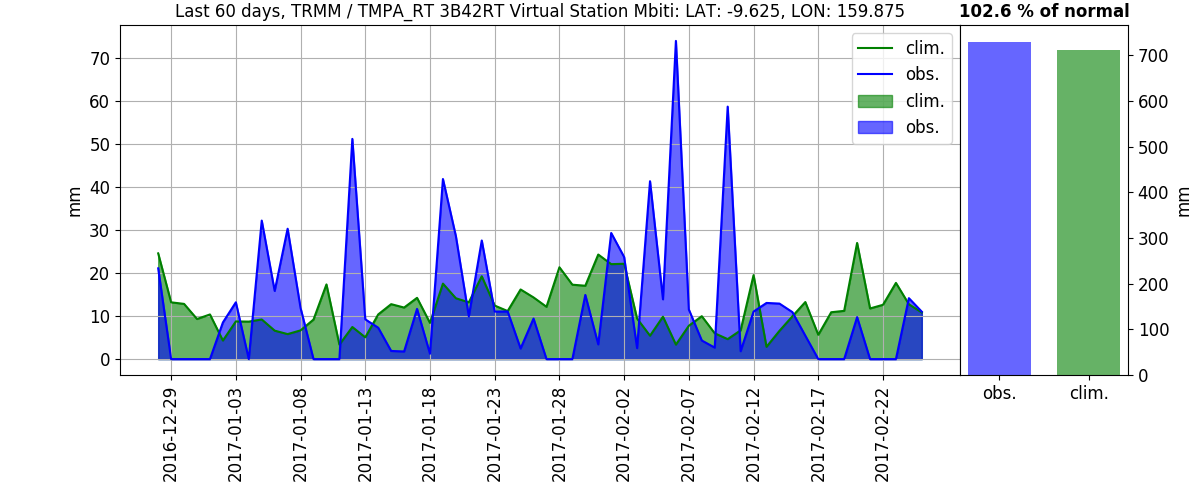 Last 60 days, TRMM / TMPA_RT 3B42RT Virtual Station Mbiti: LAT: -9.625, LON: 159.875
102.6 % of normal
clim.
obs.
clim.
obs.
70
60
50
40
30
20
10
0
mm
2016-12-29
2017-01-03
2017-01-08
2017-01-13
2017-01-18
2017-01-23
2017-01-28
2017-02-02
2017-02-07
2017-02-12
2017-02-17
2017-02-22
700
600
500
400
300
200
100
0
mm
obs.
clim.